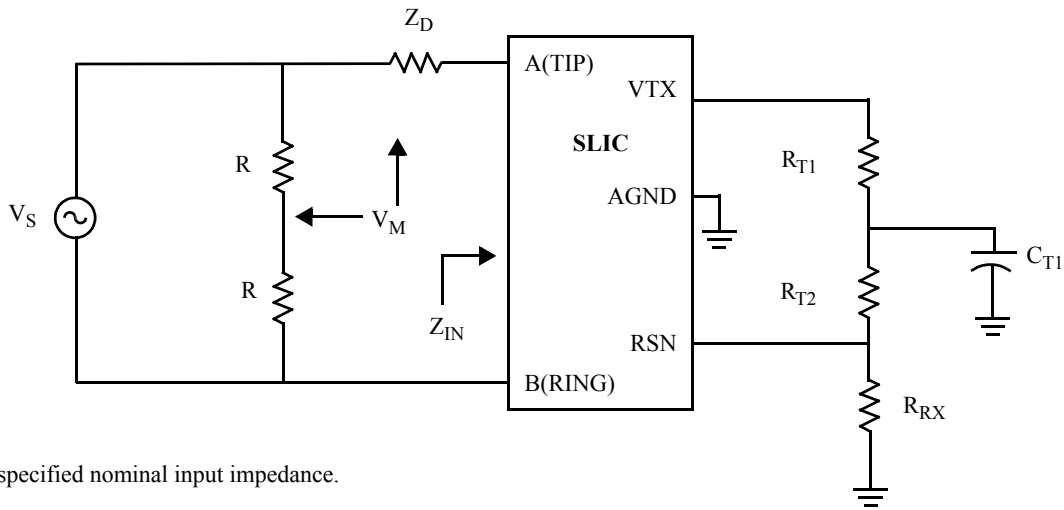 Z_D
A(TIP)
VTX
SLIC
R_T1
R
AGND
V_S
V_M
C_T1
R
R_T2
Z_IN
RSN
B(RING)
R_RX
specified nominal input impedance.